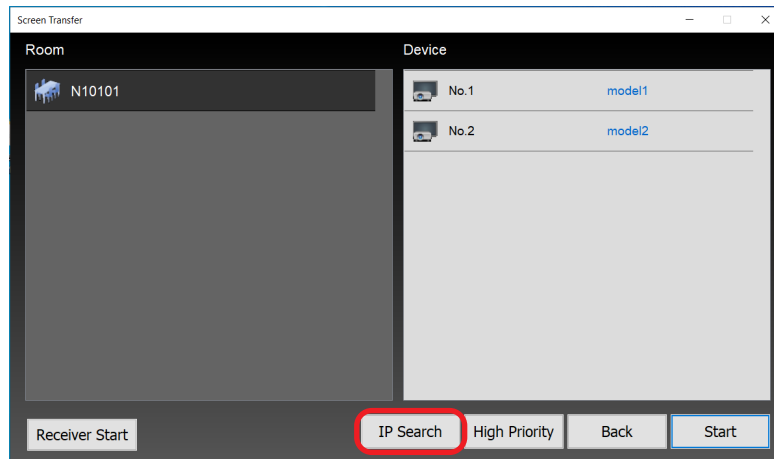 Screen Transfer
Room
Device
N10101
No.1 model1
No.2 model2
Receiver Start
IP Search
High Priority
Back
Start